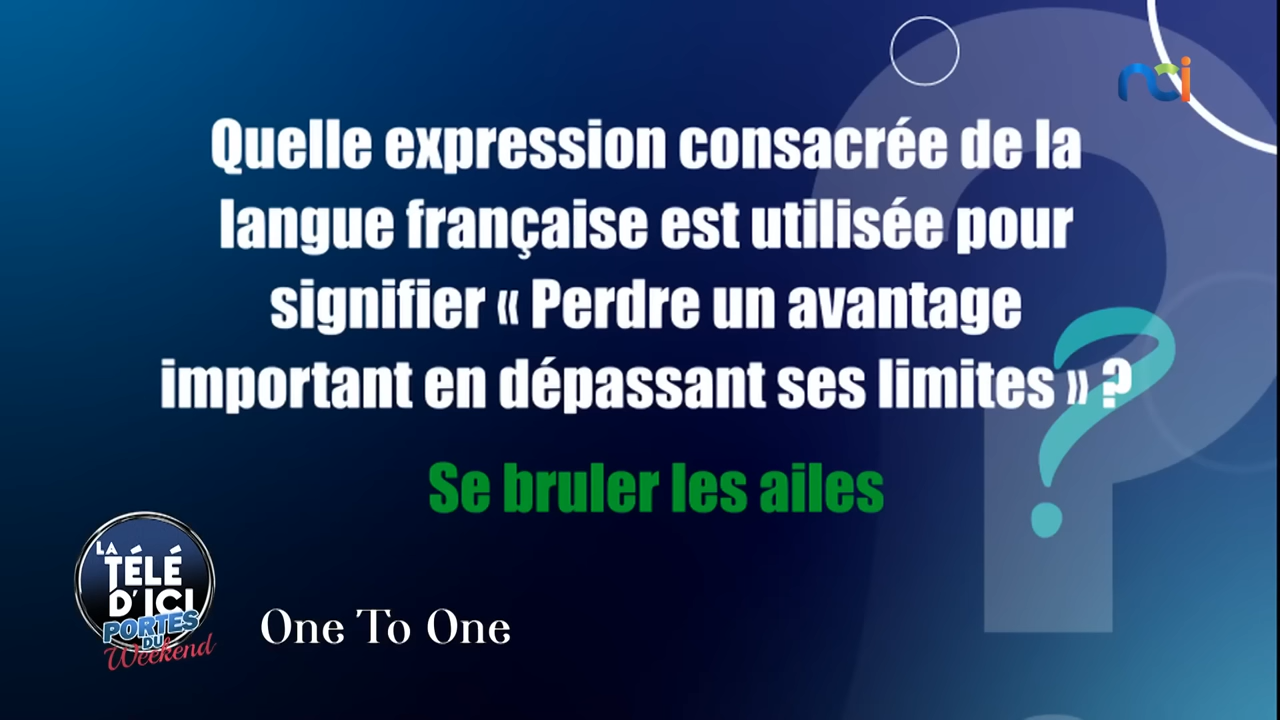 nci
Quelle expression consacrée de la
langue française est utilisée pour
signifier « Perdre un avantage
important en dépassant ses limites » ?
Se bruler les ailes
LA
TÉLÉ
D'ICI
PORTES
DU
Weekend
One To One